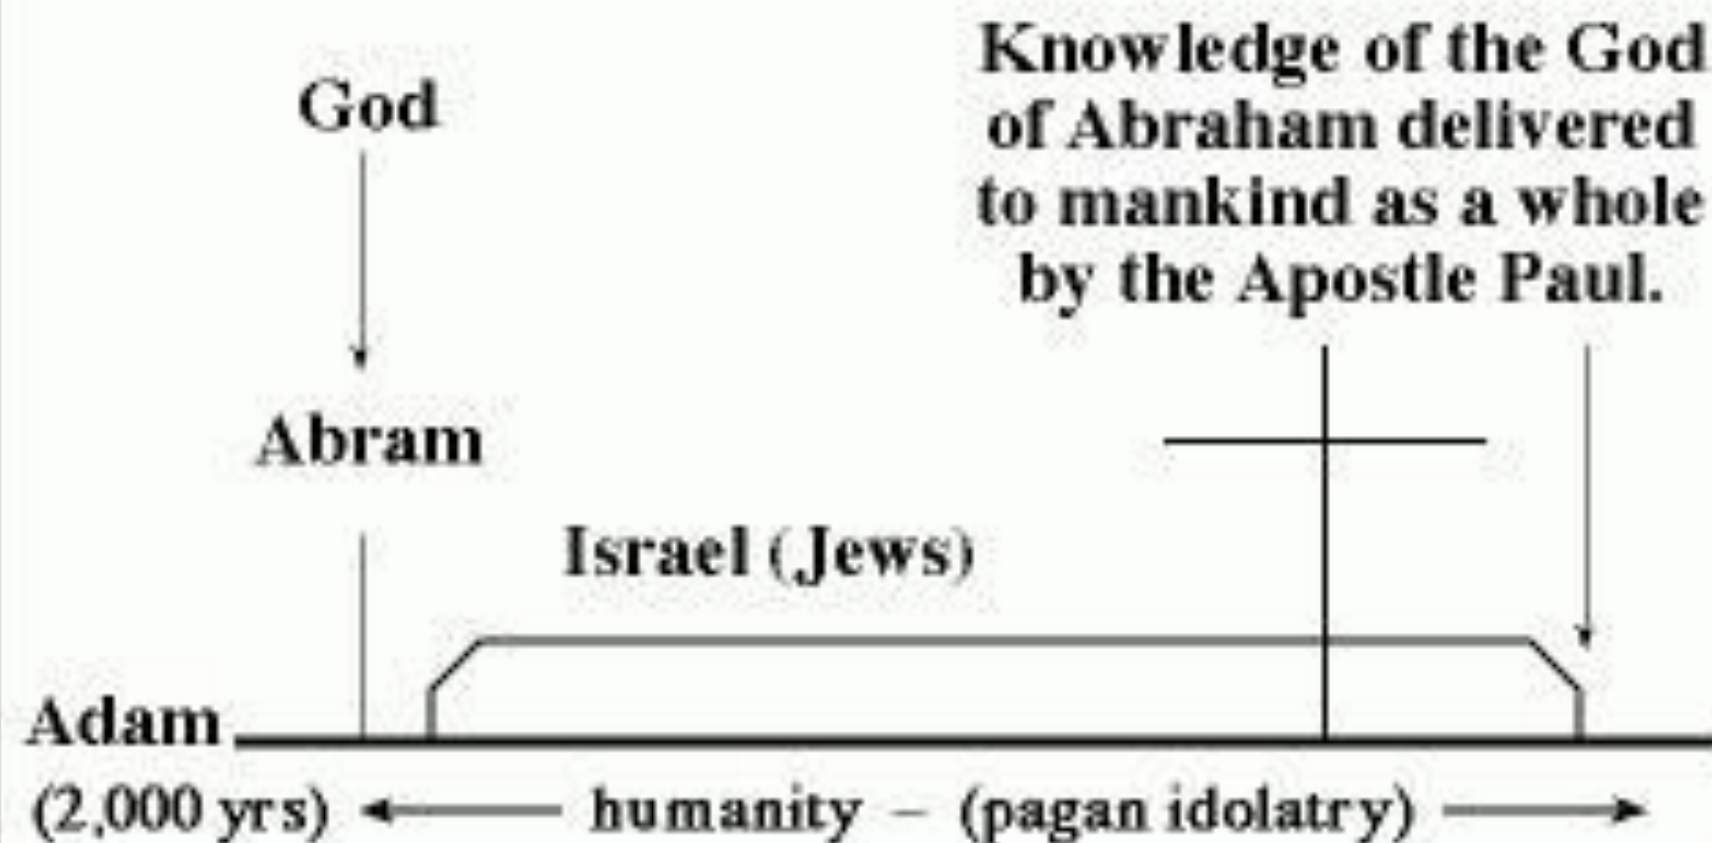 God
Knowledge of the God
of Abraham delivered
to mankind as a whole
by the Apostle Paul.
Abram
Israel (Jews)
Adam
(2,000 yrs)
humanity – (pagan idolatry)